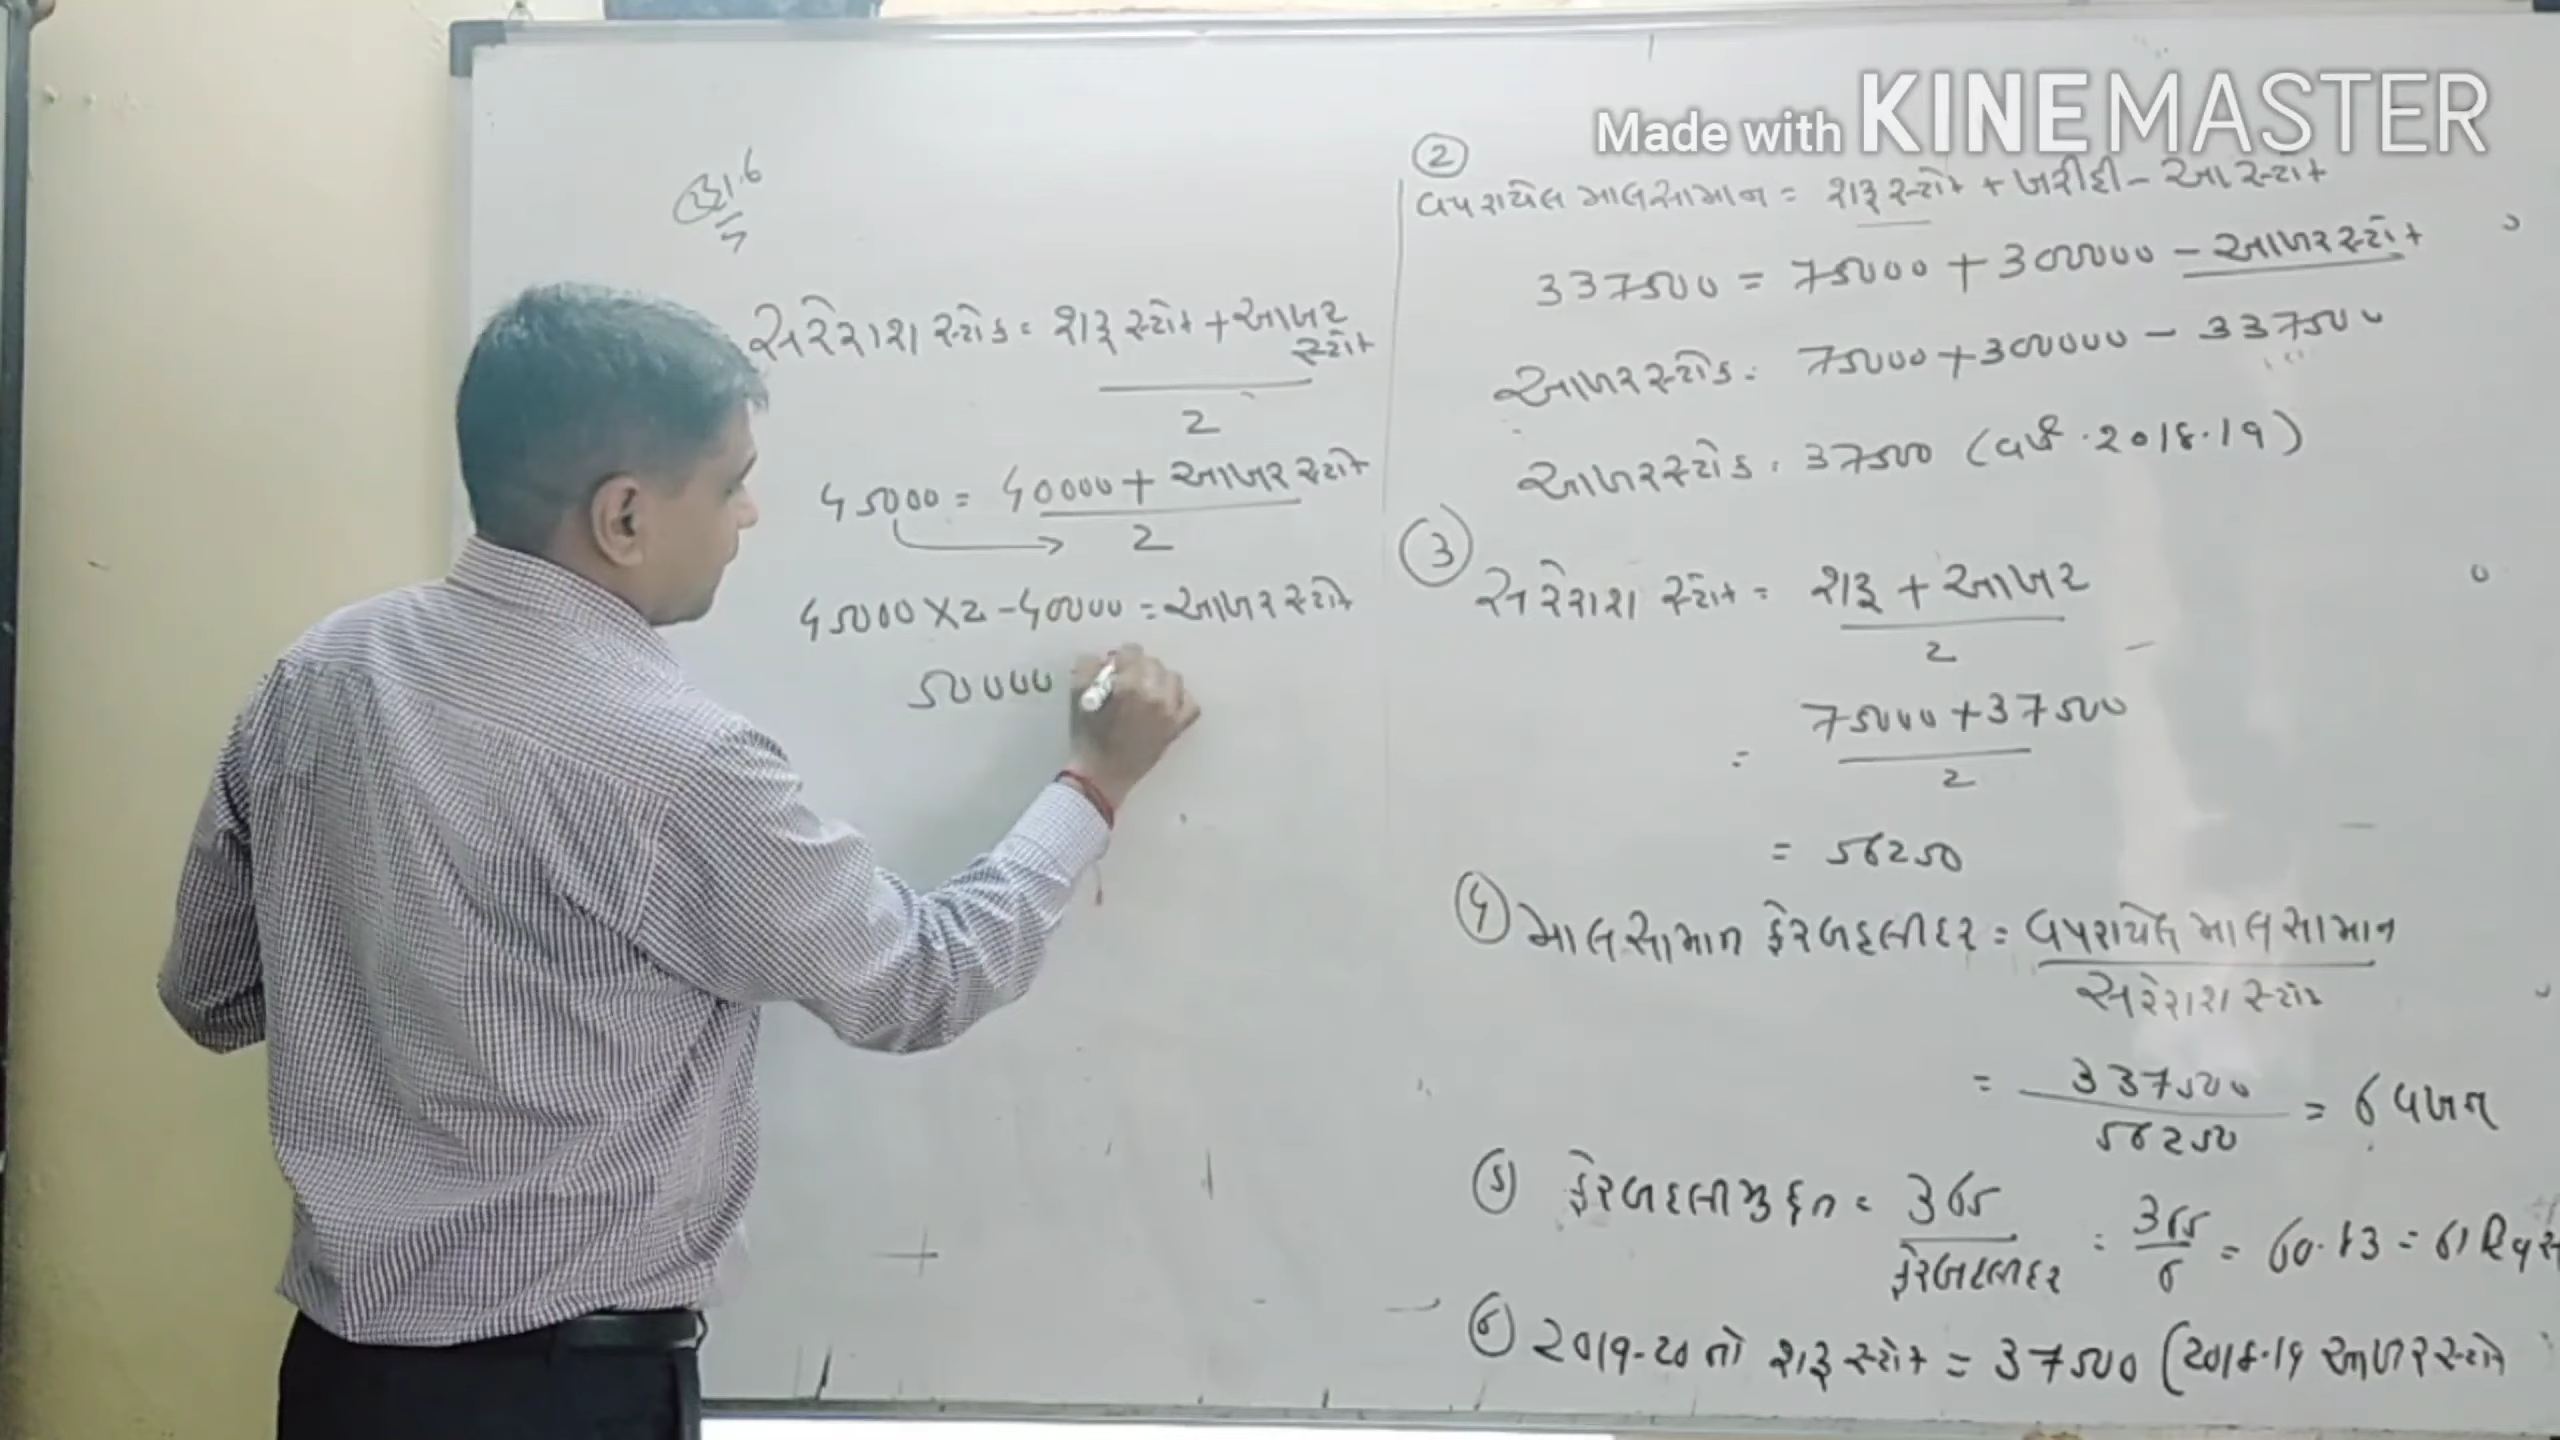 Made with KINEMASTER
સરેરાશ સ્ટોક = શરૂ સ્ટોક + આખર સ્ટોક
2
45000 = 40000 + આખર સ્ટોક
2
45000 X 2 - 40000 = આખર સ્ટોક
50000
②
વપરાયેલ માલસામાન = શરૂ સ્ટોક + ખરીદી - આ સ્ટોક
337500 = 75000 + 300000 - આખર સ્ટોક
આખર સ્ટોક = 75000 + 300000 - 337500
આખર સ્ટોક = 37500 (વર્ષ . 2018.19)
③
સરેરાશ સ્ટોક = શરૂ + આખર
2
= 75000 + 37500
2
= 56250
④ માલસામાન ફેરબદલી દર = વપરાયેલ માલસામાન
સરેરાશ સ્ટોક
= 337500
56250
= 6 વખત
⑤ ફેરબદલી મુદ્દત = 365
ફેરબદલી દર
= 365
6
= 60.83 = 61 દિવસ
⑥ 2019-20 નો શરૂ સ્ટોક = 37500 (2018.19 આખર સ્ટોક